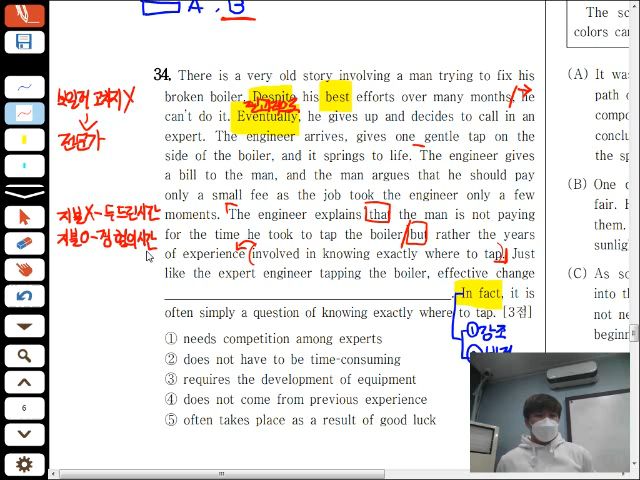 A . B
34. There is a very old story involving a man trying to fix his
broken boiler. Despite his best efforts over many months, he
can't do it. Eventually, he gives up and decides to call in an
expert. The engineer arrives, gives one gentle tap on the
side of the boiler, and it springs to life. The engineer gives
a bill to the man, and the man argues that he should pay
only a small fee as the job took the engineer only a few
moments. The engineer explains that the man is not paying
for the time he took to tap the boiler but rather the years
of experience involved in knowing exactly where to tap. Just
like the expert engineer tapping the boiler, effective change
. In fact, it is
often simply a question of knowing exactly where to tap. [3점]
① needs competition among experts
② does not have to be time-consuming
③ requires the development of equipment
④ does not come from previous experience
⑤ often takes place as a result of good luck
보일러 고치지 X
전문가
결과적으로
지불X-두드린시간
지불O-경험의시간
①강조
The sc
colors ca
(A) It wa
path o
compo
consis
the sp
(B) One o
fair. H
them.
sunlig
(C) As so
into th
not ne
begin
6